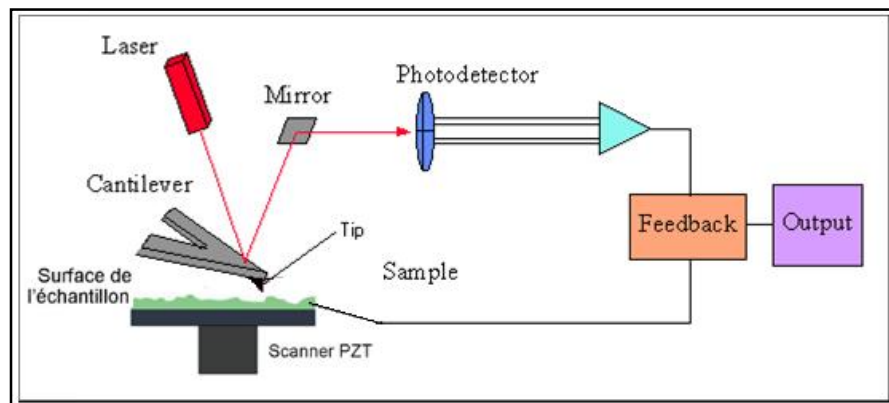 Laser
Mirror
Photodetector
Cantilever
Tip
Feedback
Output
Sample
Surface de
l'échantillon
Scanner PZT